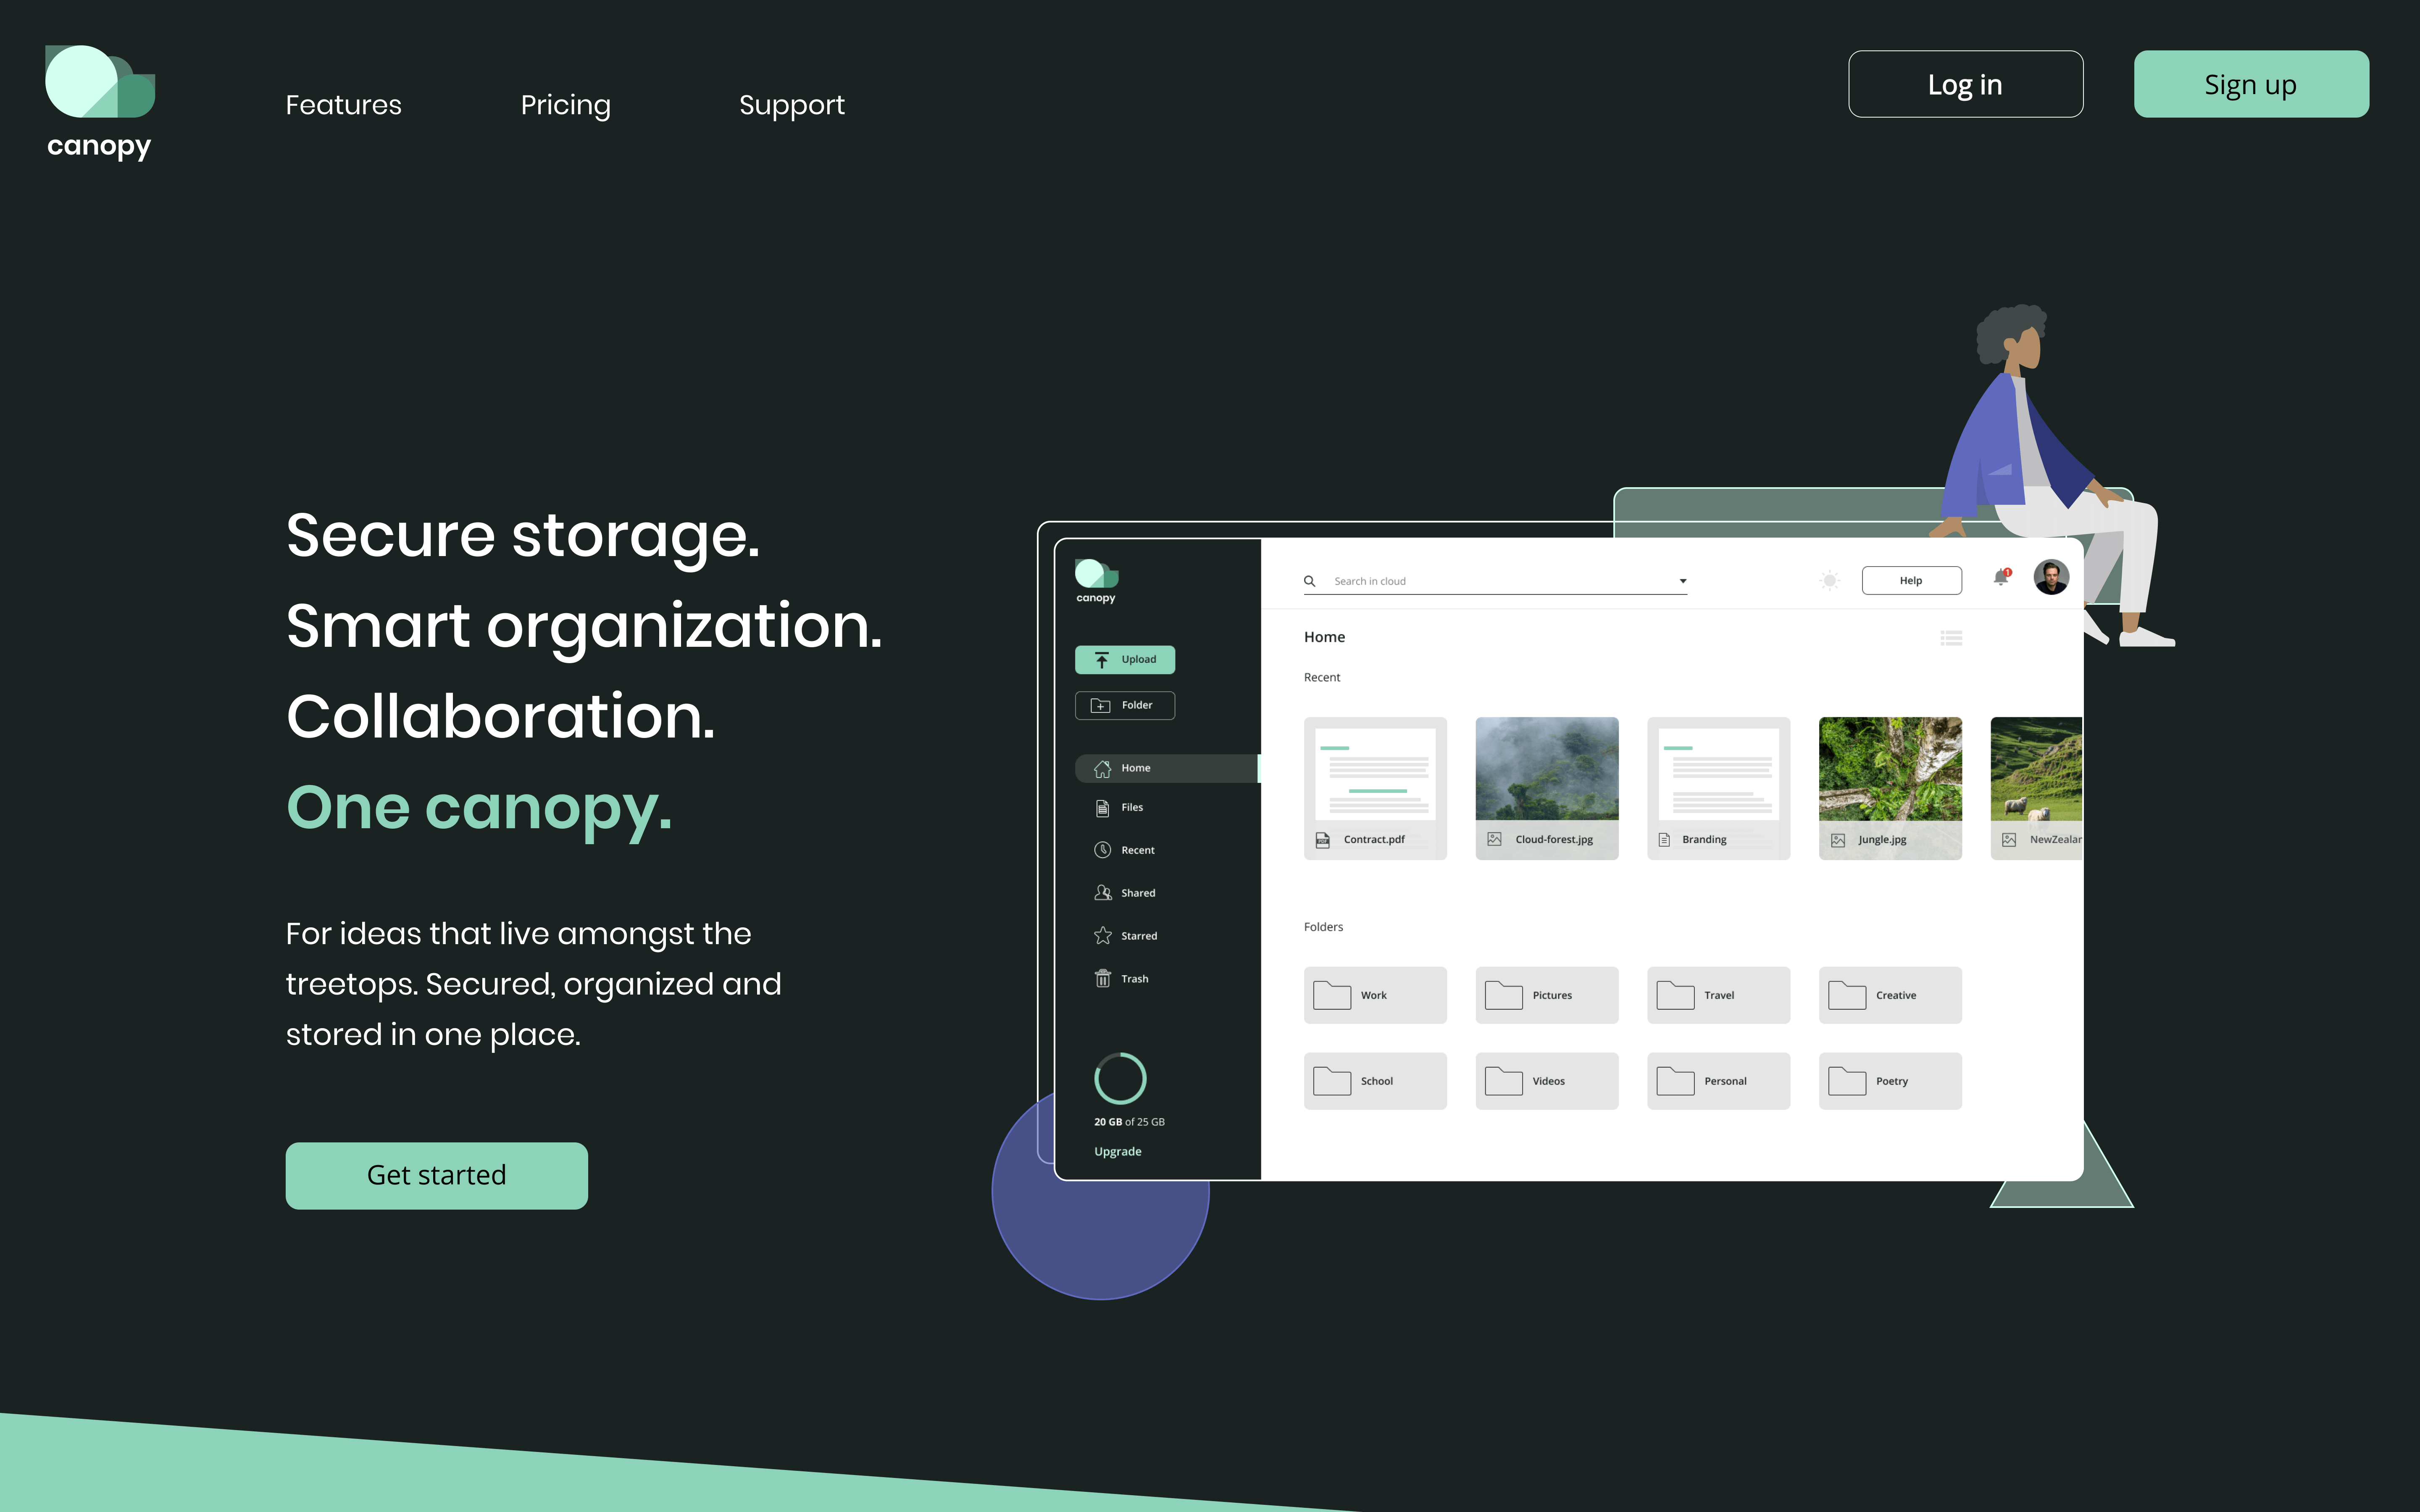 canopy
Features
Pricing
Support
Log in
Sign up
Secure storage.
Smart organization.
Collaboration.
One canopy.
For ideas that live amongst the
treetops. Secured, organized and
stored in one place.
Get started
canopy
Upload
Folder
Home
Files
Recent
Shared
Starred
Trash
20 GB of 25 GB
Upgrade
Search in cloud
Help
1
Home
Recent
PDF
Contract.pdf
Cloud-forest.jpg
Branding
Jungle.jpg
NewZealan
Folders
Work
Pictures
Travel
Creative
School
Videos
Personal
Poetry